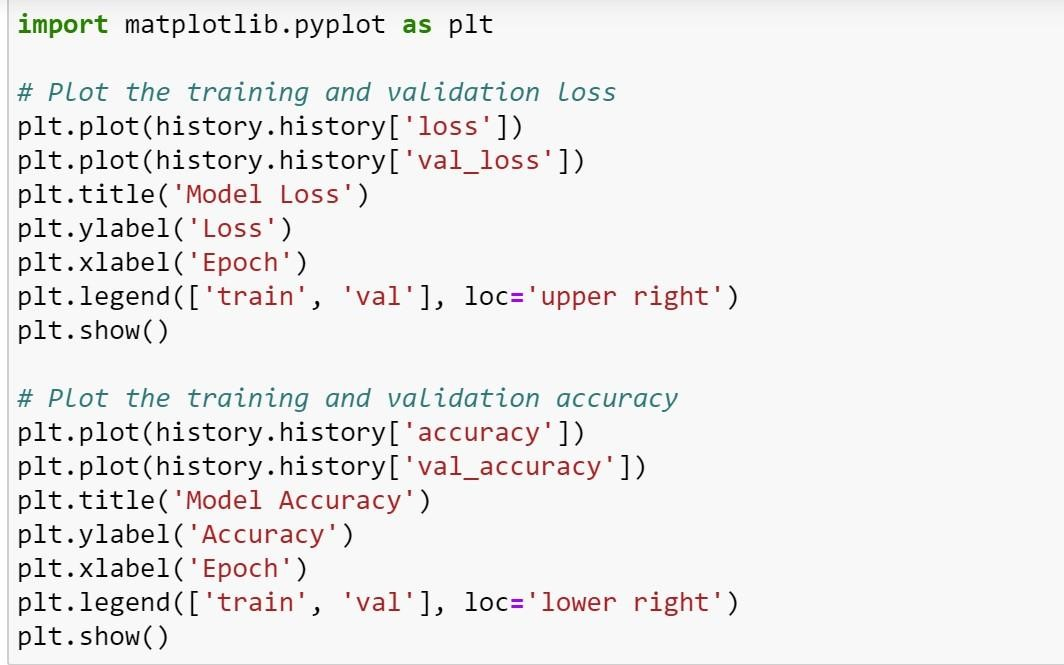 import matplotlib.pyplot as plt
# Plot the training and validation loss
plt.plot(history.history['loss'])
plt.plot(history.history['val_loss'])
plt.title('Model Loss')
plt.ylabel('Loss')
plt.xlabel('Epoch')
plt.legend(['train', 'val'], loc='upper right')
plt.show()
# Plot the training and validation accuracy
plt.plot(history.history['accuracy'])
plt.plot(history.history['val_accuracy'])
plt.title('Model Accuracy')
plt.ylabel('Accuracy')
plt.xlabel('Epoch')
plt.legend(['train', 'val'], loc='lower right')
plt.show()